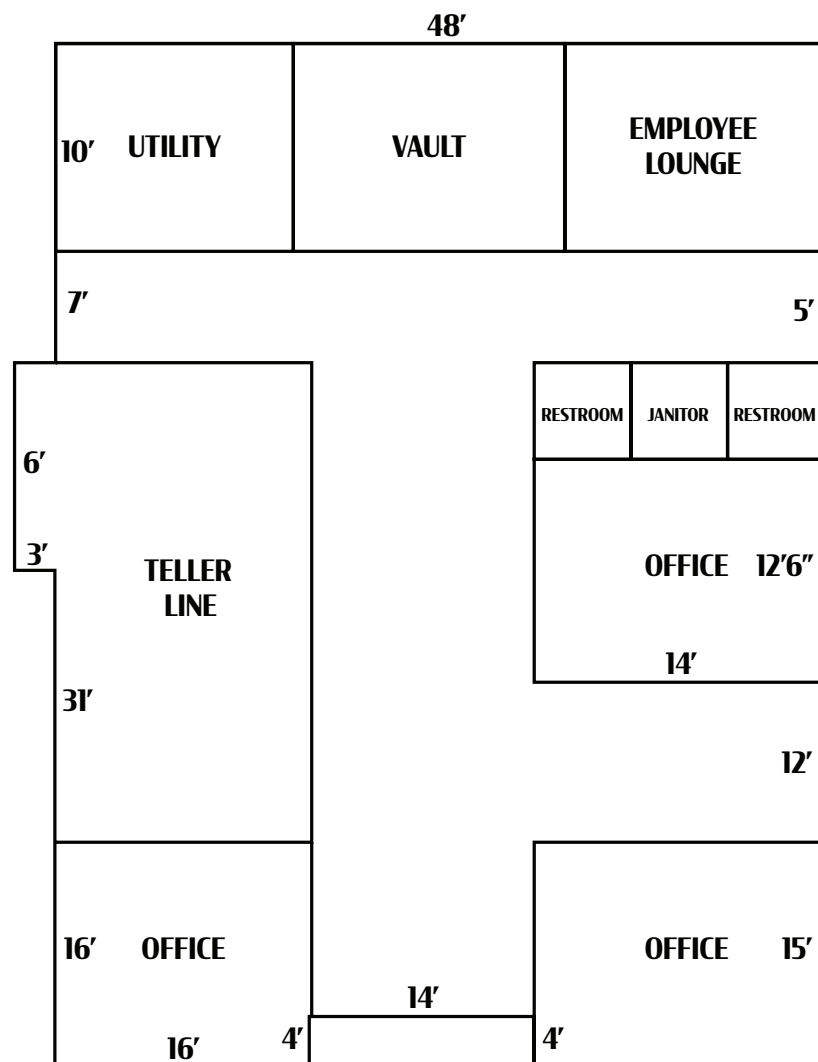 48'
10'
UTILITY
VAULT
EMPLOYEE
LOUNGE
7'
5'
RESTROOM
JANITOR
RESTROOM
6'
3'
TELLER
LINE
OFFICE
12'6"
14'
31'
12'
16'
OFFICE
OFFICE
15'
14'
16'
4'
4'